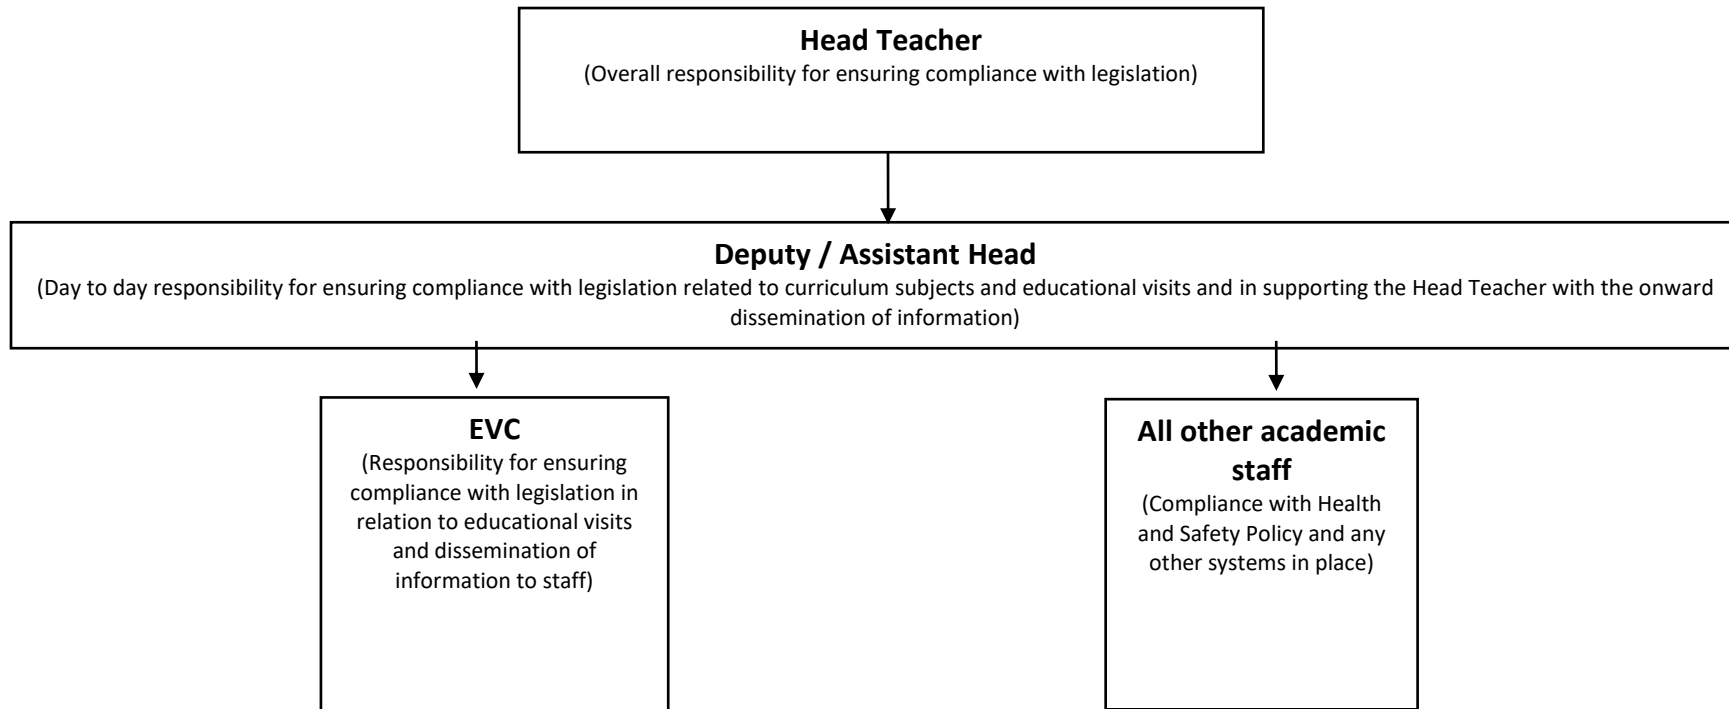 Head Teacher
(Overall responsibility for ensuring compliance with legislation)
Deputy / Assistant Head
(Day to day responsibility for ensuring compliance with legislation related to curriculum subjects and educational visits and in supporting the Head Teacher with the onward
dissemination of information)
EVC
(Responsibility for ensuring
compliance with legislation in
relation to educational visits
and dissemination of
information to staff)
All other academic
staff
(Compliance with Health
and Safety Policy and any
other systems in place)